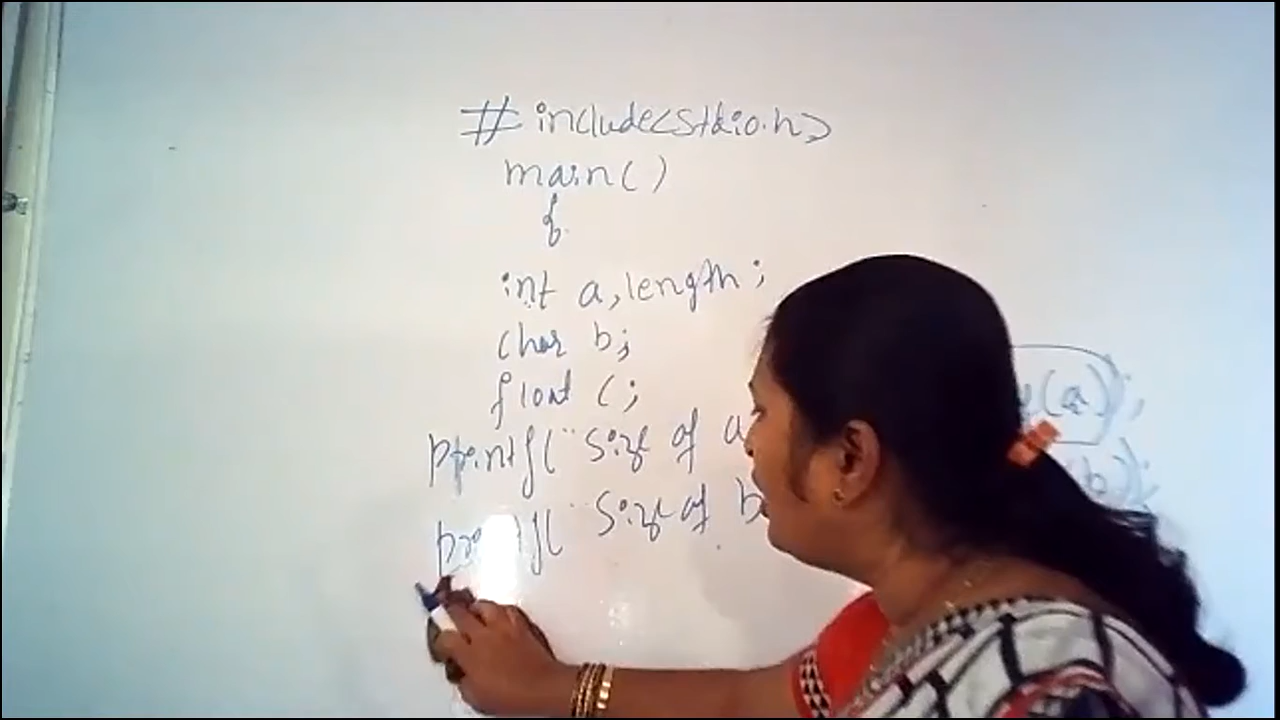 #include<stdio.h>
main()
{
int a, length;
char b;
float c;
printf(" size of a (a));
printf(" size of b (b));